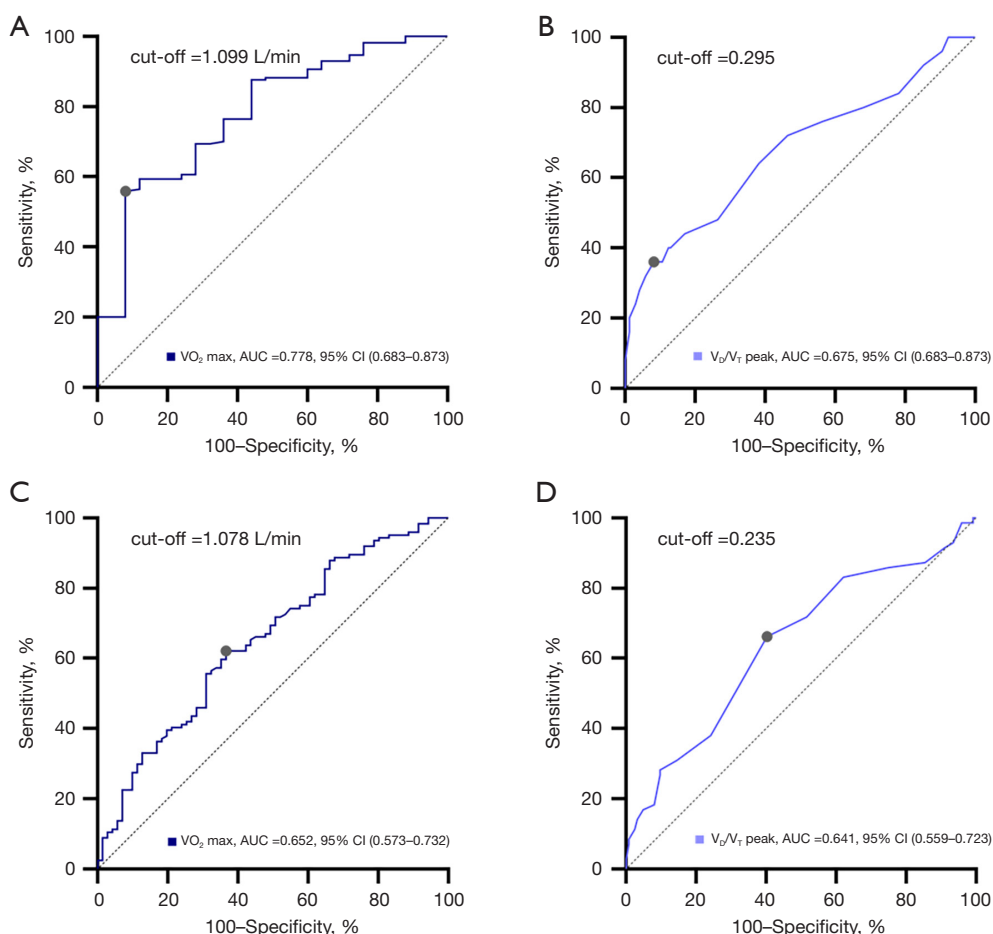 A
cut-off =1.099 L/min
100
80
60
40
20
0
Sensitivity, %
VO₂ max, AUC =0.778, 95% CI (0.683–0.873)
0 20 40 60 80 100
100–Specificity, %
B
cut-off =0.295
100
80
60
40
20
0
Sensitivity, %
V_D/V_T peak, AUC =0.675, 95% CI (0.683–0.873)
0 20 40 60 80 100
100–Specificity, %
C
cut-off =1.078 L/min
100
80
60
40
20
0
Sensitivity, %
VO₂ max, AUC =0.652, 95% CI (0.573–0.732)
0 20 40 60 80 100
100–Specificity, %
D
cut-off =0.235
100
80
60
40
20
0
Sensitivity, %
V_D/V_T peak, AUC =0.641, 95% CI (0.559–0.723)
0 20 40 60 80 100
100–Specificity, %